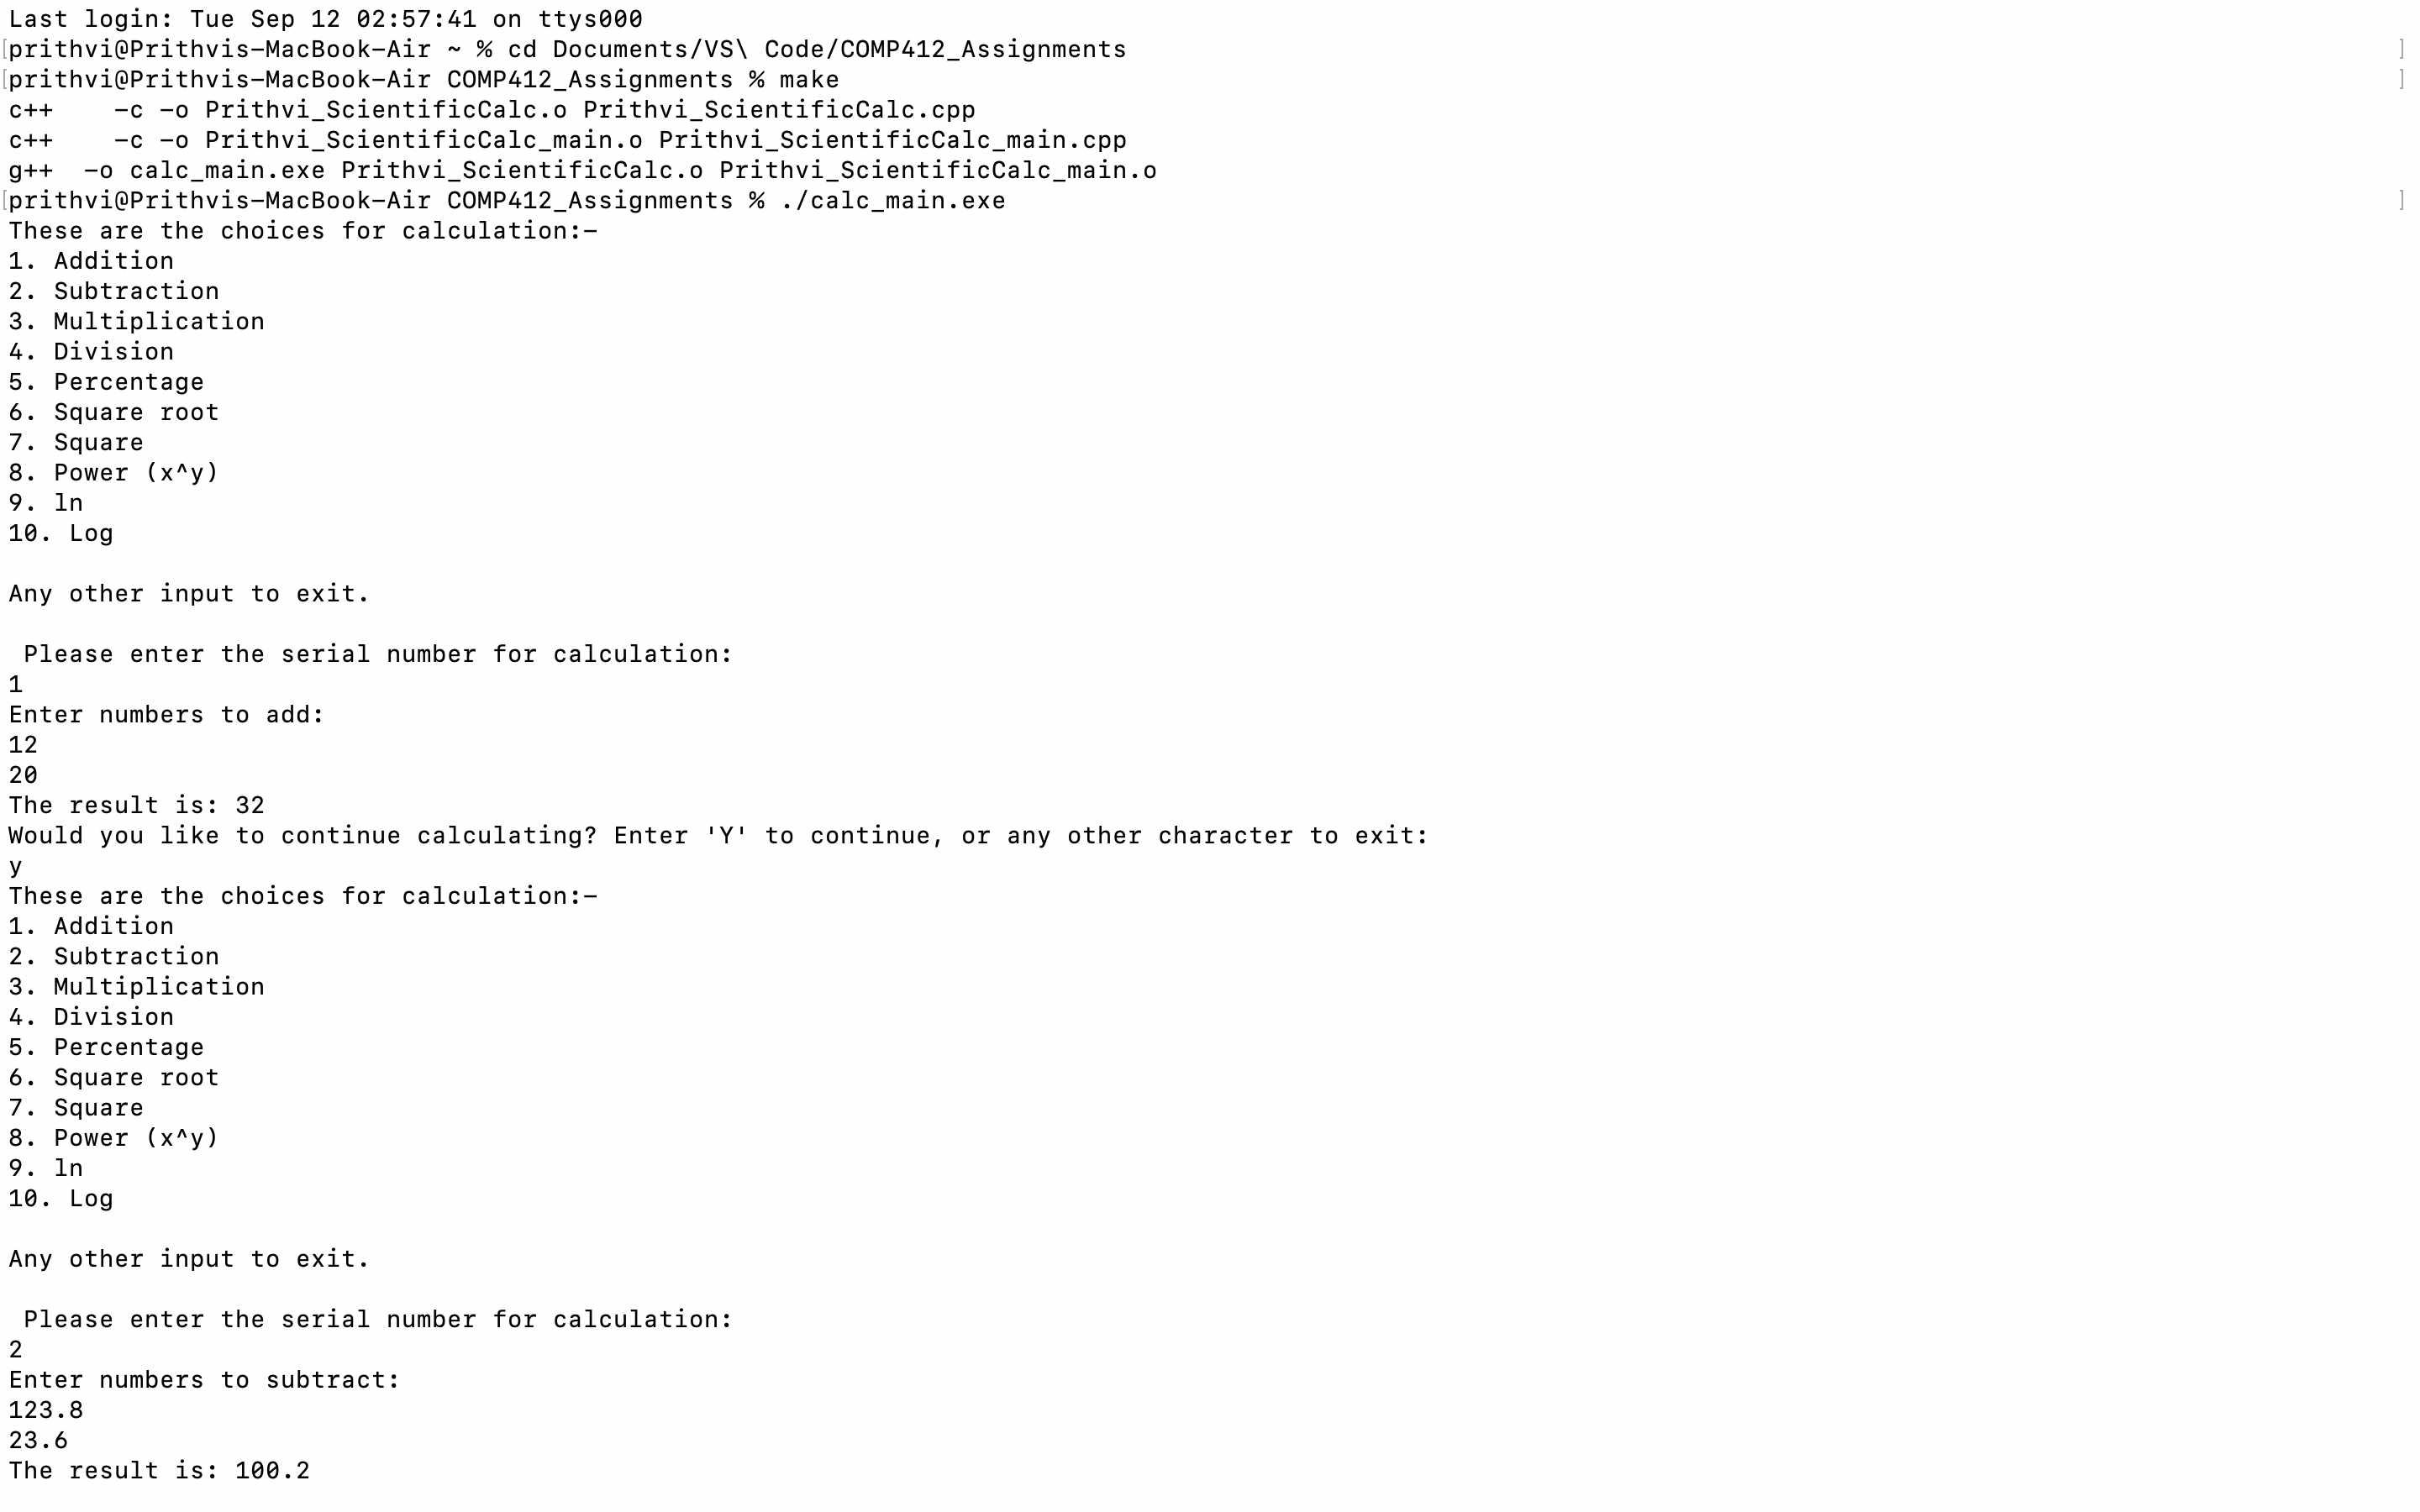 Last login: Tue Sep 12 02:57:41 on ttys000
[prithvi@Prithvis-MacBook-Air ~ % cd Documents/VS\ Code/COMP412_Assignments ]
[prithvi@Prithvis-MacBook-Air COMP412_Assignments % make ]
c++    -c -o Prithvi_ScientificCalc.o Prithvi_ScientificCalc.cpp
c++    -c -o Prithvi_ScientificCalc_main.o Prithvi_ScientificCalc_main.cpp
g++  -o calc_main.exe Prithvi_ScientificCalc.o Prithvi_ScientificCalc_main.o
[prithvi@Prithvis-MacBook-Air COMP412_Assignments % ./calc_main.exe ]
These are the choices for calculation:-
1. Addition
2. Subtraction
3. Multiplication
4. Division
5. Percentage
6. Square root
7. Square
8. Power (x^y)
9. ln
10. Log

Any other input to exit.

 Please enter the serial number for calculation:
1
Enter numbers to add:
12
20
The result is: 32
Would you like to continue calculating? Enter 'Y' to continue, or any other character to exit:
y
These are the choices for calculation:-
1. Addition
2. Subtraction
3. Multiplication
4. Division
5. Percentage
6. Square root
7. Square
8. Power (x^y)
9. ln
10. Log

Any other input to exit.

 Please enter the serial number for calculation:
2
Enter numbers to subtract:
123.8
23.6
The result is: 100.2